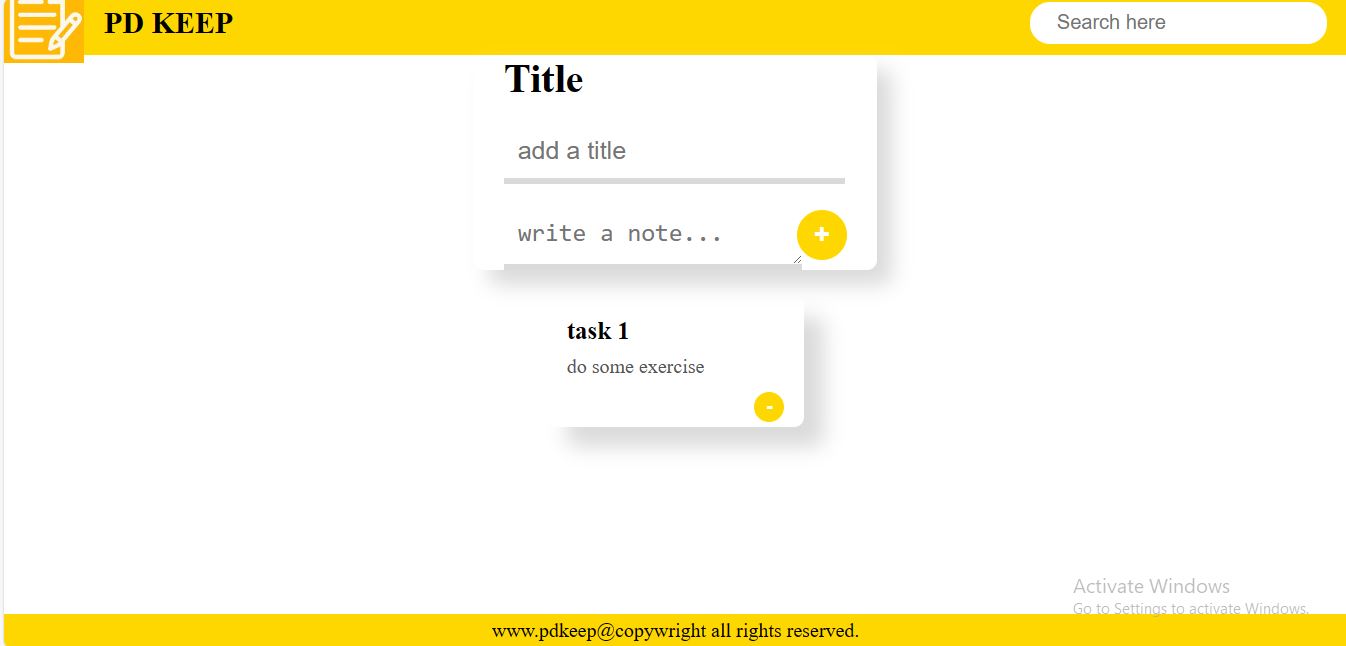 PD KEEP
Search here
Title
add a title
write a note...
+
task 1
do some exercise
-
Activate Windows
Go to Settings to activate Windows.
www.pdkeep@copywright all rights reserved.